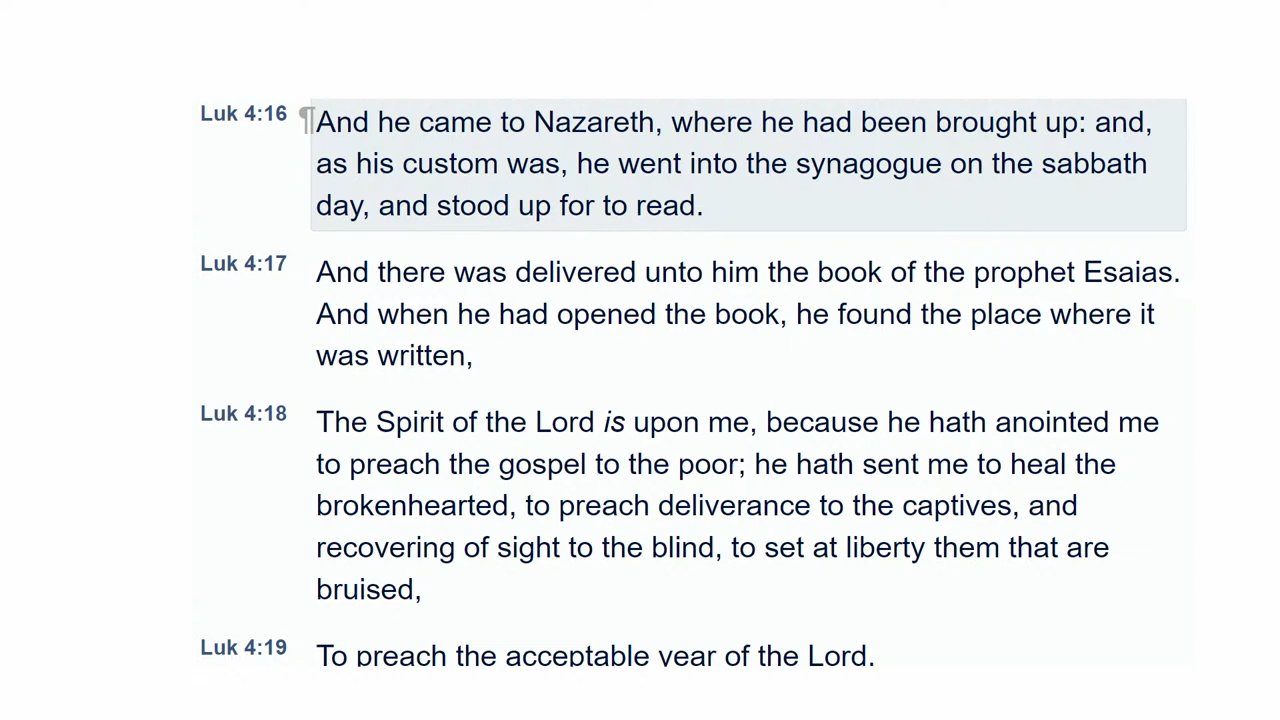 Luk 4:16 ¶And he came to Nazareth, where he had been brought up: and,
as his custom was, he went into the synagogue on the sabbath
day, and stood up for to read.
Luk 4:17 And there was delivered unto him the book of the prophet Esaias.
And when he had opened the book, he found the place where it
was written,
Luk 4:18 The Spirit of the Lord is upon me, because he hath anointed me
to preach the gospel to the poor; he hath sent me to heal the
brokenhearted, to preach deliverance to the captives, and
recovering of sight to the blind, to set at liberty them that are
bruised,
Luk 4:19 To preach the acceptable year of the Lord.